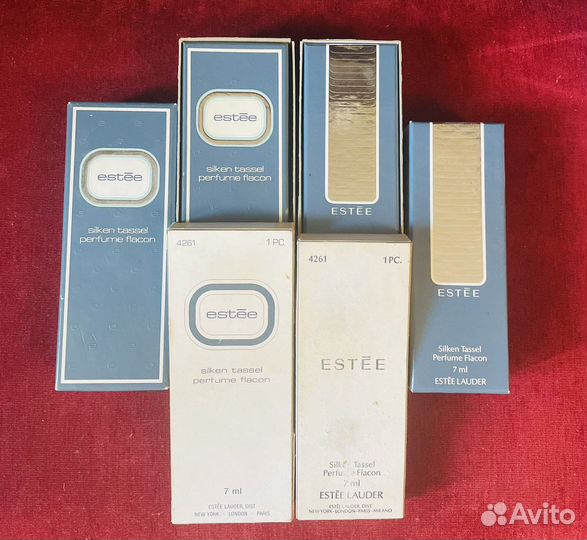 estēe
silken tassel
perfume flacon
estēe
silken tassel
perfume flacon
ESTĒE
ESTĒE
Silken Tassel
Perfume Flacon
7 ml
ESTĒE LAUDER
4261 1 PC.
estēe
silken tassel
perfume flacon
7 ml
ESTĒE LAUDER, DIST.
NEW YORK - LONDON - PARIS
4261 1 PC.
ESTĒE
Silken Tassel
Perfume Flacon
7 ml
ESTĒE LAUDER
ESTĒE LAUDER, DIST.
NEW YORK-LONDON-PARIS-MILANO
Avito